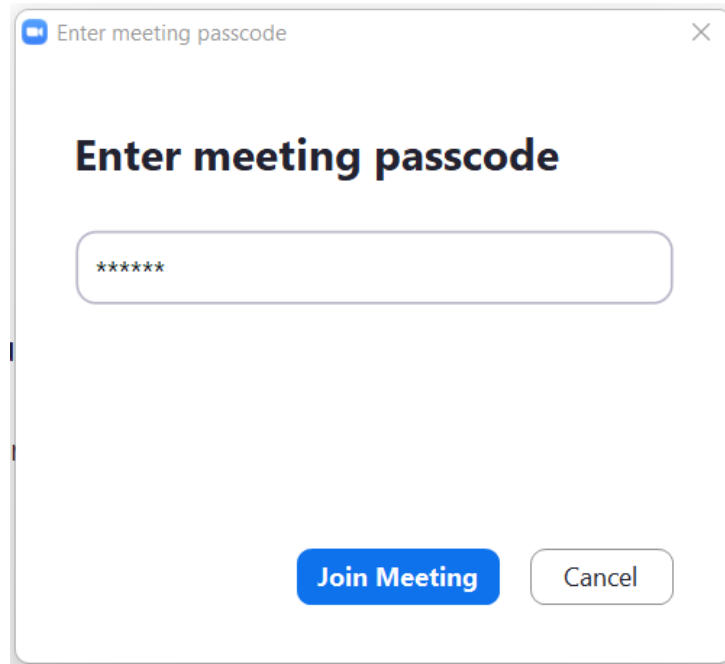 Enter meeting passcode
Enter meeting passcode
******
Join Meeting
Cancel